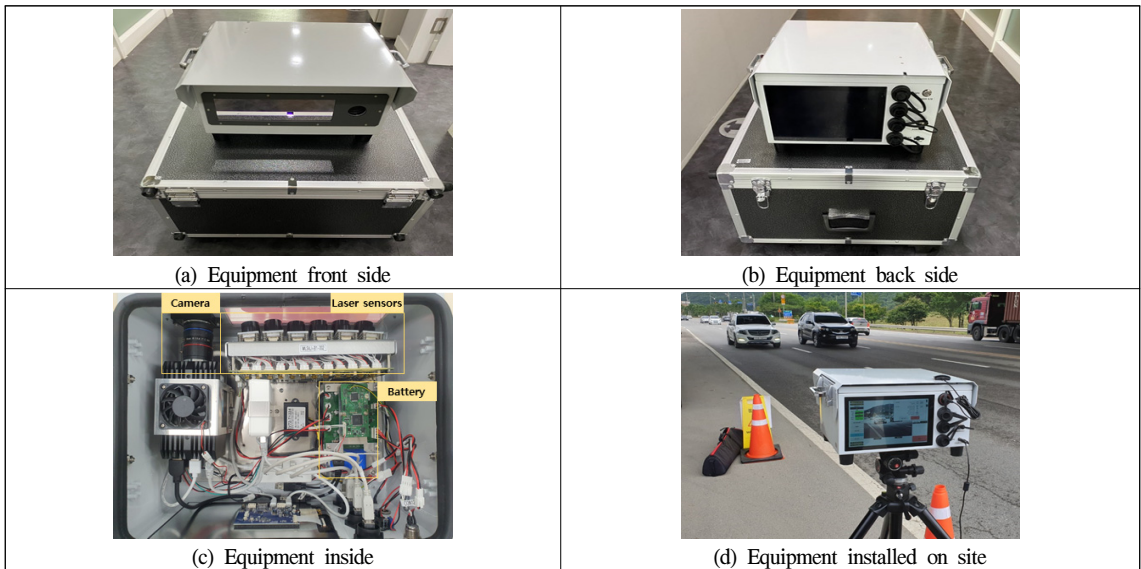 (a) Equipment front side
(b) Equipment back side
Camera
Laser sensors
Battery
(c) Equipment inside
(d) Equipment installed on site